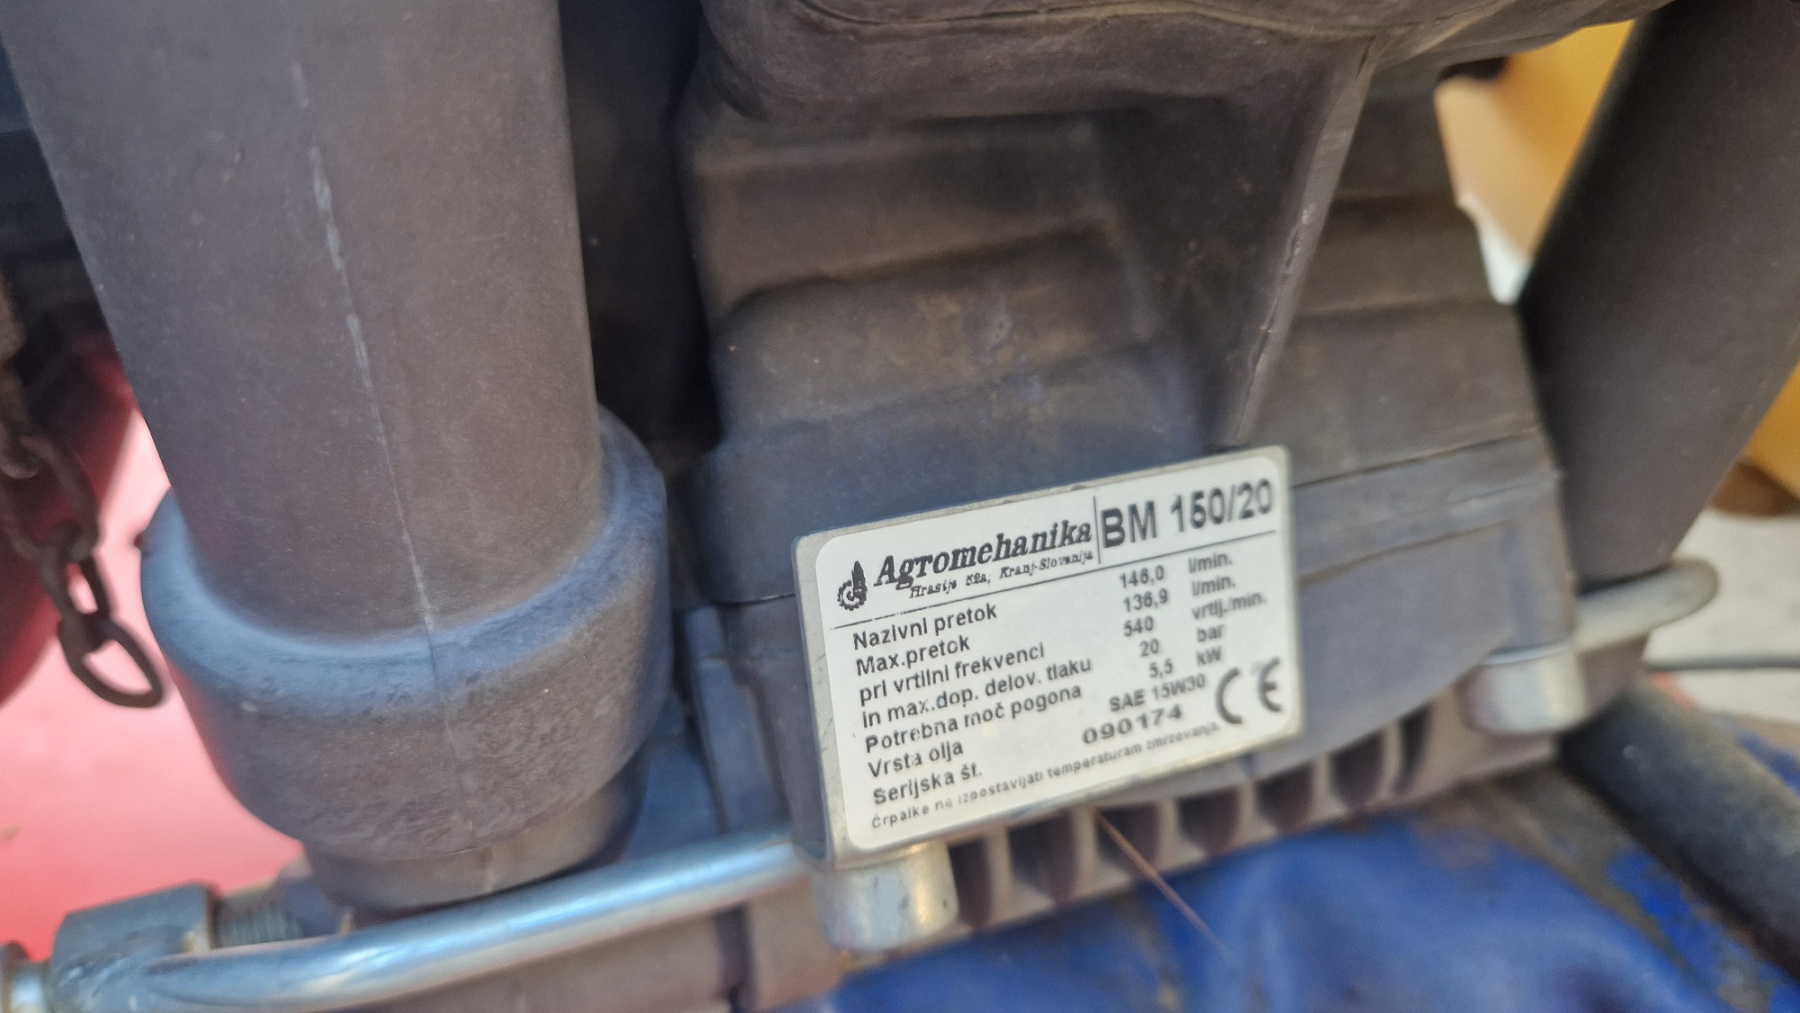 Agromehanika BM 150/20
Hrastje 52a, Kranj-Slovenija
Nazivni pretok 146,0 l/min.
Max.pretok 136,9 l/min.
pri vrtilni frekvenci 540 vrtlj./min.
in max.dop. delov. tlaku 20 bar
Potrebna moč pogona 5,5 kW
Vrsta olja SAE 15W30
Serijska št. 090174 CE
Črpalke ne izpostavljati temperaturam zmrzovanja.